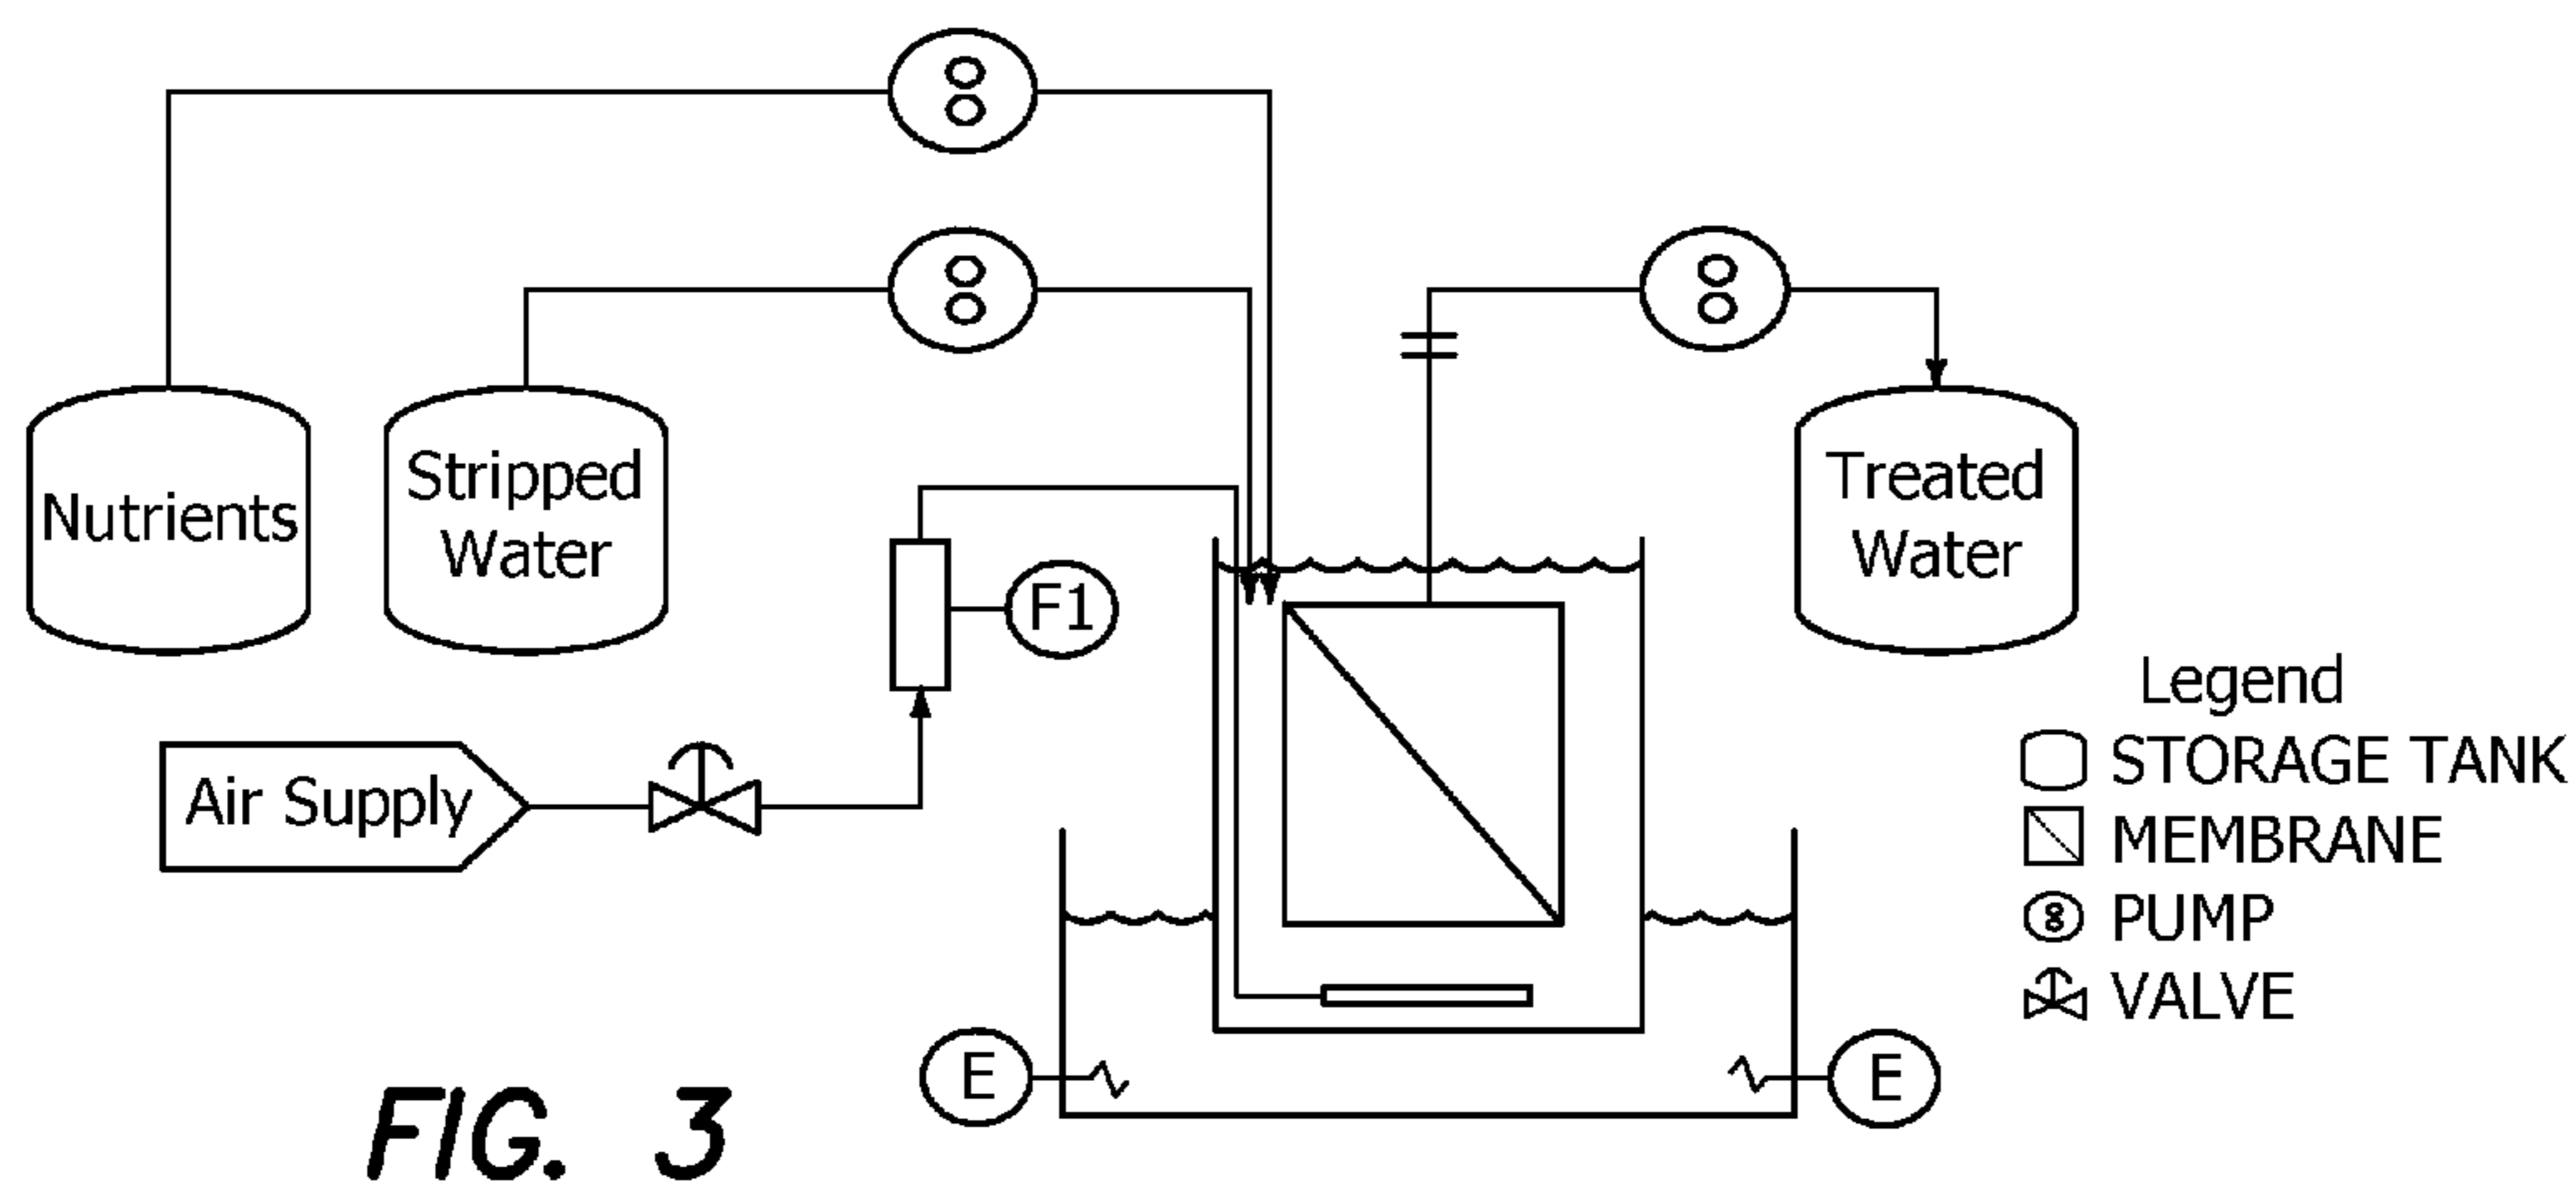 Nutrients
Stripped
Water
Treated
Water
F1
Air Supply
Legend
STORAGE TANK
MEMBRANE
PUMP
VALVE
E
E
FIG. 3